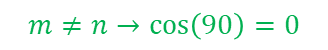 m ≠ n → cos(90) = 0